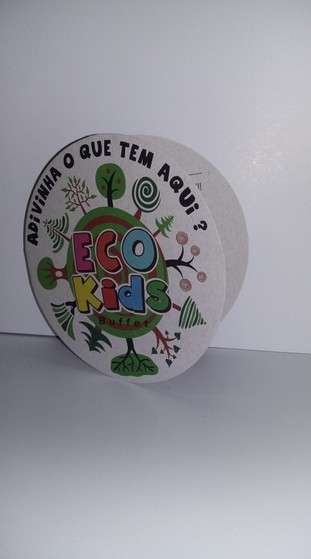 ADiViNHA O QUE TEM AQUi ?
ECO
KidS
Buffet